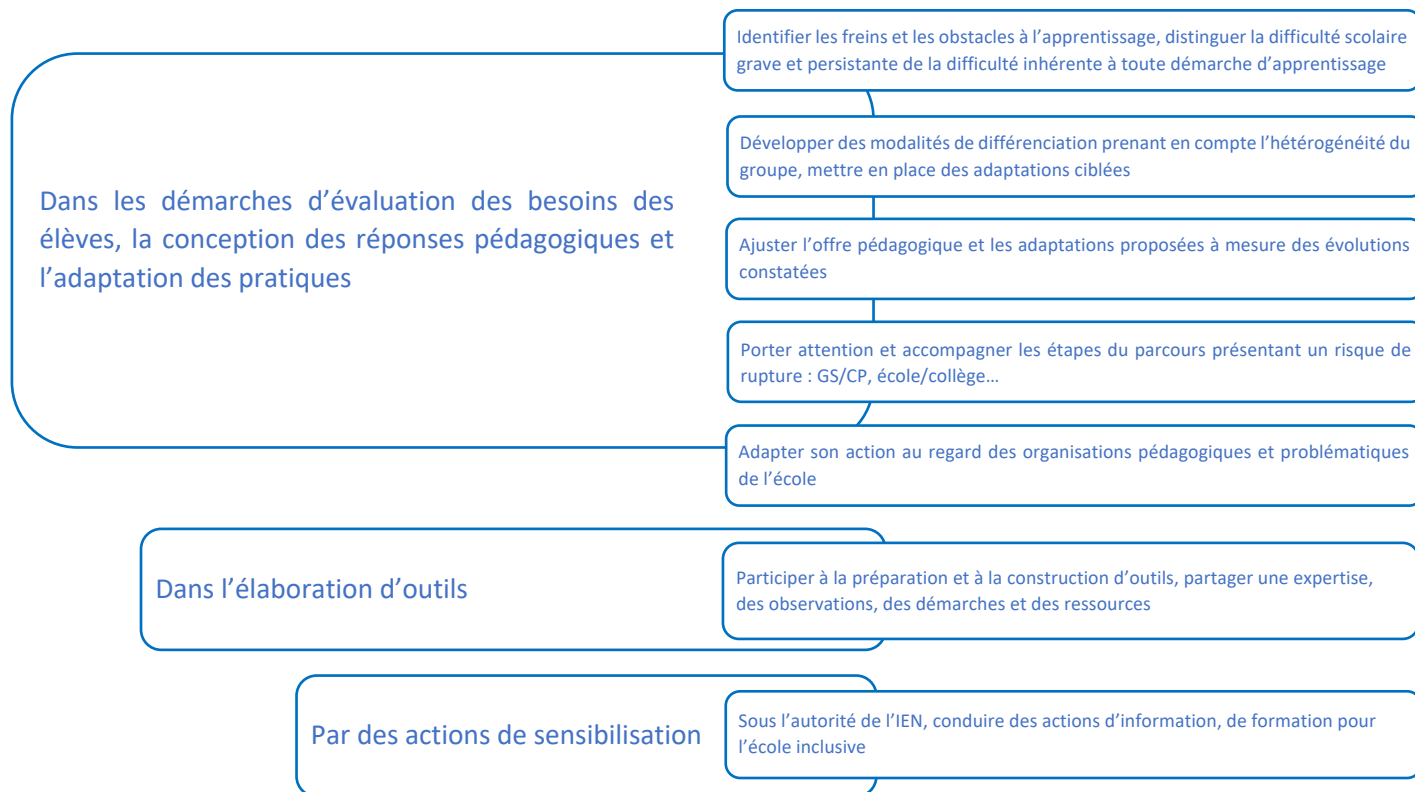 Identifier les freins et les obstacles à l’apprentissage, distinguer la difficulté scolaire
grave et persistante de la difficulté inhérente à toute démarche d’apprentissage
Développer des modalités de différenciation prenant en compte l’hétérogénéité du
groupe, mettre en place des adaptations ciblées
Dans les démarches d’évaluation des besoins des
élèves, la conception des réponses pédagogiques et
l’adaptation des pratiques
Ajuster l’offre pédagogique et les adaptations proposées à mesure des évolutions
constatées
Porter attention et accompagner les étapes du parcours présentant un risque de
rupture : GS/CP, école/collège…
Adapter son action au regard des organisations pédagogiques et problématiques
de l’école
Dans l’élaboration d’outils
Participer à la préparation et à la construction d’outils, partager une expertise,
des observations, des démarches et des ressources
Par des actions de sensibilisation
Sous l’autorité de l’IEN, conduire des actions d’information, de formation pour
l’école inclusive